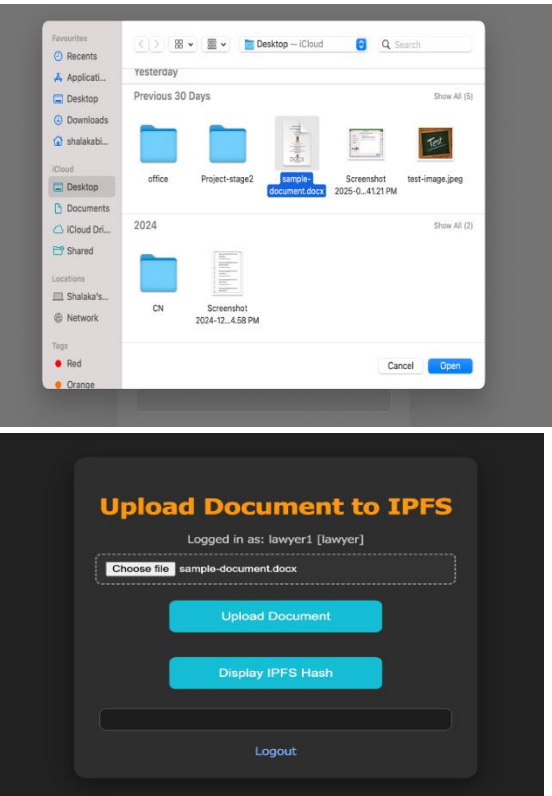 Favourites
Recents
Applicati...
Desktop
Downloads
shalakabi...
iCloud
Desktop
Documents
iCloud Dri...
Shared
Locations
Shalaka's...
Network
Tags
Red
Orange
Desktop — iCloud
Search
Yesterday
Previous 30 Days
Show All (5)
office
Project-stage2
sample-
document.docx
Screenshot
2025-0...41.21 PM
test-image.jpeg
2024
Show All (2)
CN
Screenshot
2024-12...4.58 PM
Cancel
Open
Upload Document to IPFS
Logged in as: lawyer1 [lawyer]
Choose file sample-document.docx
Upload Document
Display IPFS Hash
Logout